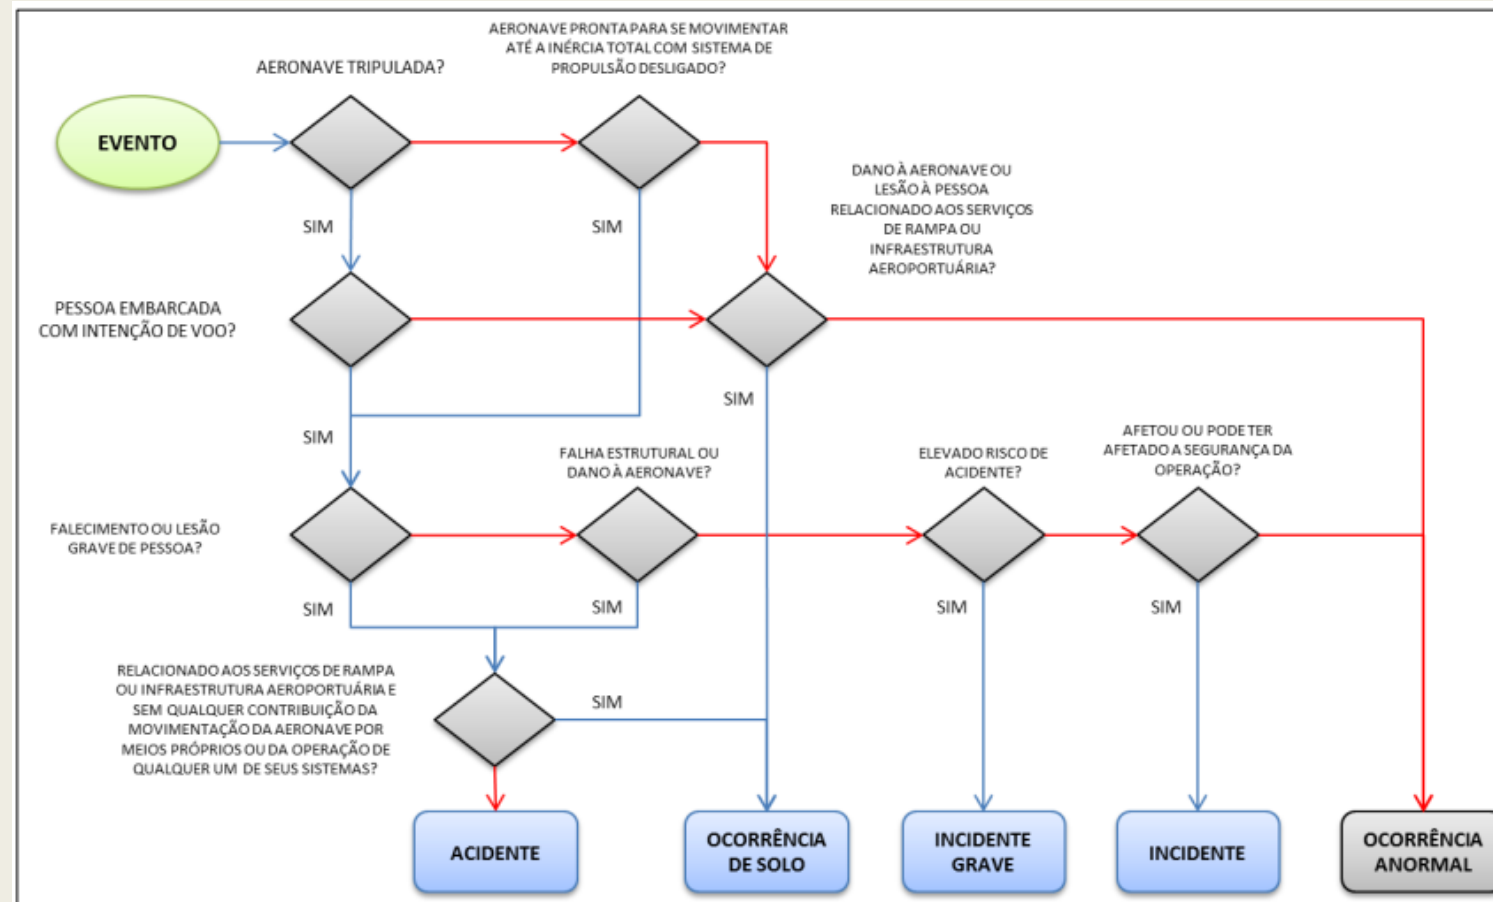 AERONAVE PRONTA PARA SE MOVIMENTAR
ATÉ A INÉRCIA TOTAL COM SISTEMA DE
PROPULSÃO DESLIGADO?
AERONAVE TRIPULADA?
EVENTO
DANO À AERONAVE OU
LESÃO À PESSOA
RELACIONADO AOS SERVIÇOS
DE RAMPA OU
INFRAESTRUTURA
AEROPORTUÁRIA?
SIM
SIM
PESSOA EMBARCADA
COM INTENÇÃO DE VOO?
SIM
SIM
FALHA ESTRUTURAL OU
DANO À AERONAVE?
ELEVADO RISCO DE
ACIDENTE?
AFETOU OU PODE TER
AFETADO A SEGURANÇA DA
OPERAÇÃO?
FALECIMENTO OU LESÃO
GRAVE DE PESSOA?
SIM
SIM
SIM
SIM
RELACIONADO AOS SERVIÇOS DE RAMPA
OU INFRAESTRUTURA AEROPORTUÁRIA E
SEM QUALQUER CONTRIBUIÇÃO DA
MOVIMENTAÇÃO DA AERONAVE POR
MEIOS PRÓPRIOS OU DA OPERAÇÃO DE
QUALQUER UM DE SEUS SISTEMAS?
SIM
ACIDENTE
OCORRÊNCIA
DE SOLO
INCIDENTE
GRAVE
INCIDENTE
OCORRÊNCIA
ANORMAL